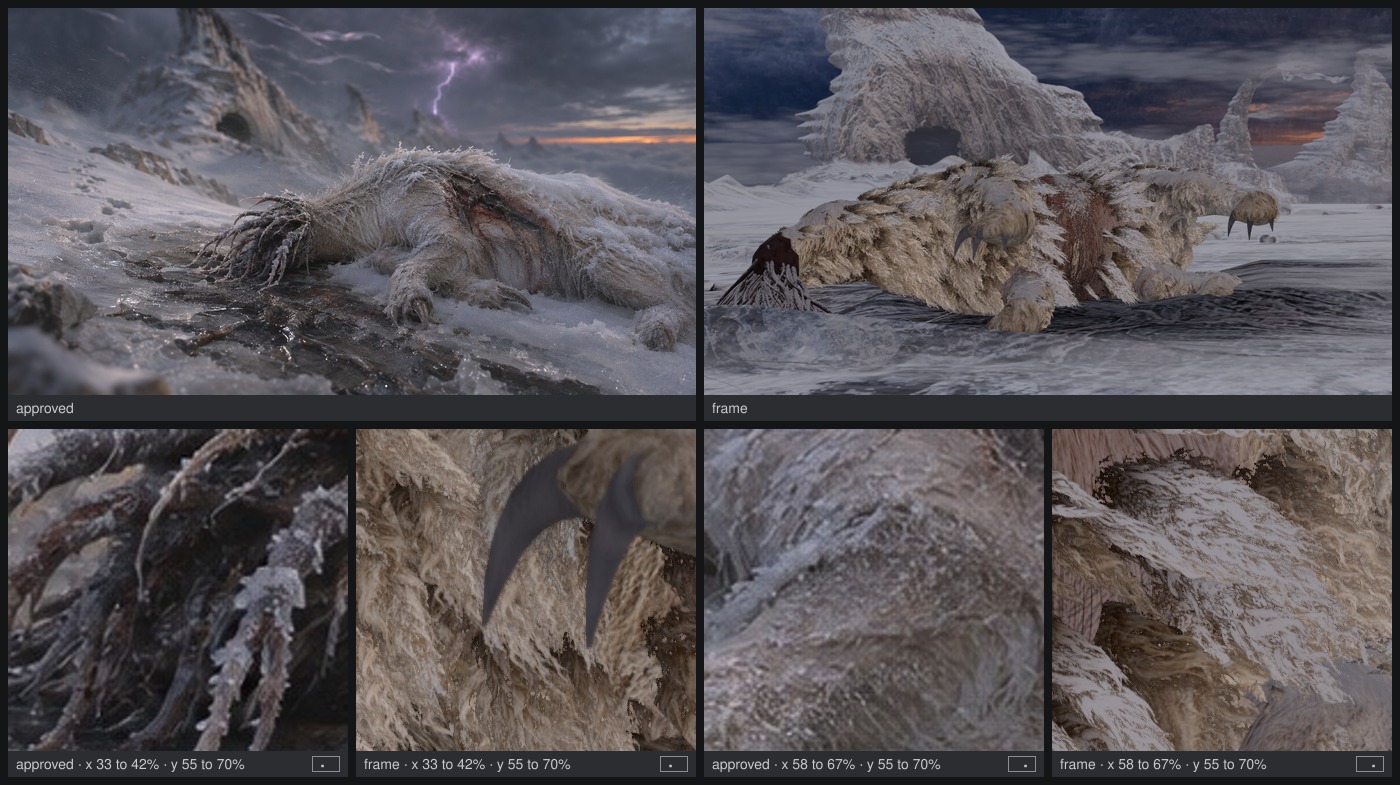 approved
frame
approved · x 33 to 42% · y 55 to 70%
frame · x 33 to 42% · y 55 to 70%
approved · x 58 to 67% · y 55 to 70%
frame · x 58 to 67% · y 55 to 70%